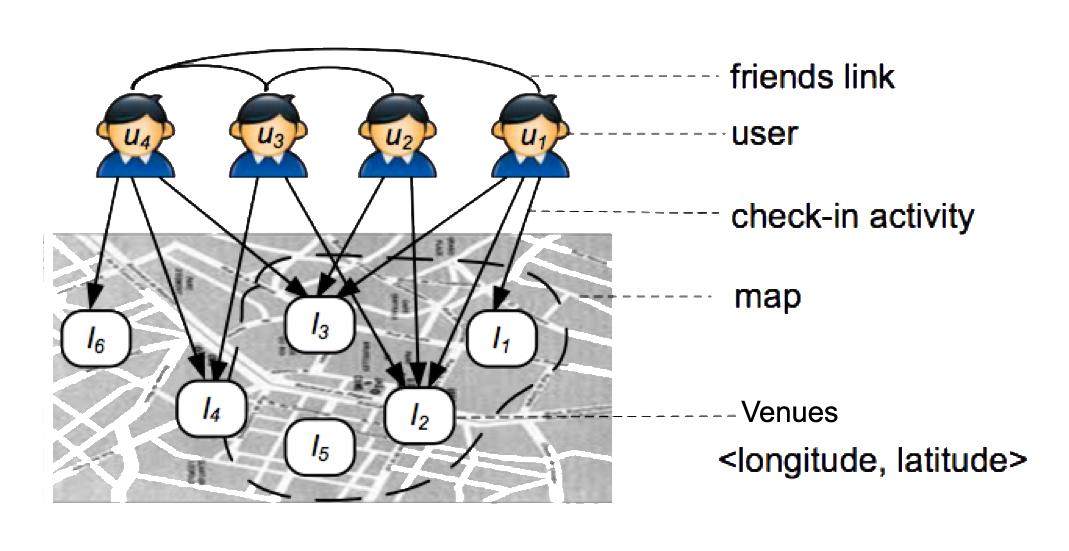 friends link
u4 u3 u2 u1
user
check-in activity
map
l3
l1
l6
l4
l2
Venues
l5
<longitude, latitude>